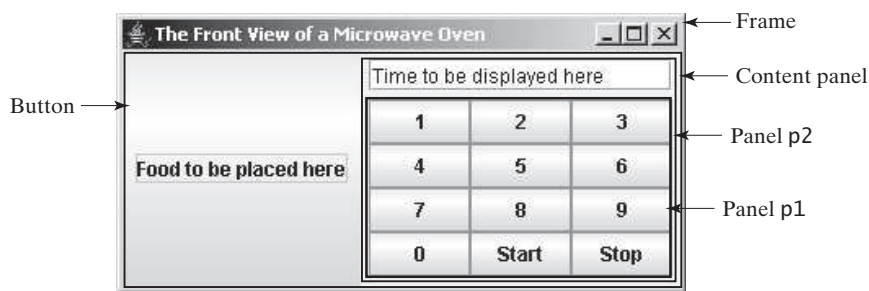 The Front View of a Microwave Oven
Frame
Time to be displayed here
Content panel
Button
1 2 3
Panel p2
Food to be placed here
4 5 6
7 8 9
Panel p1
0 Start Stop